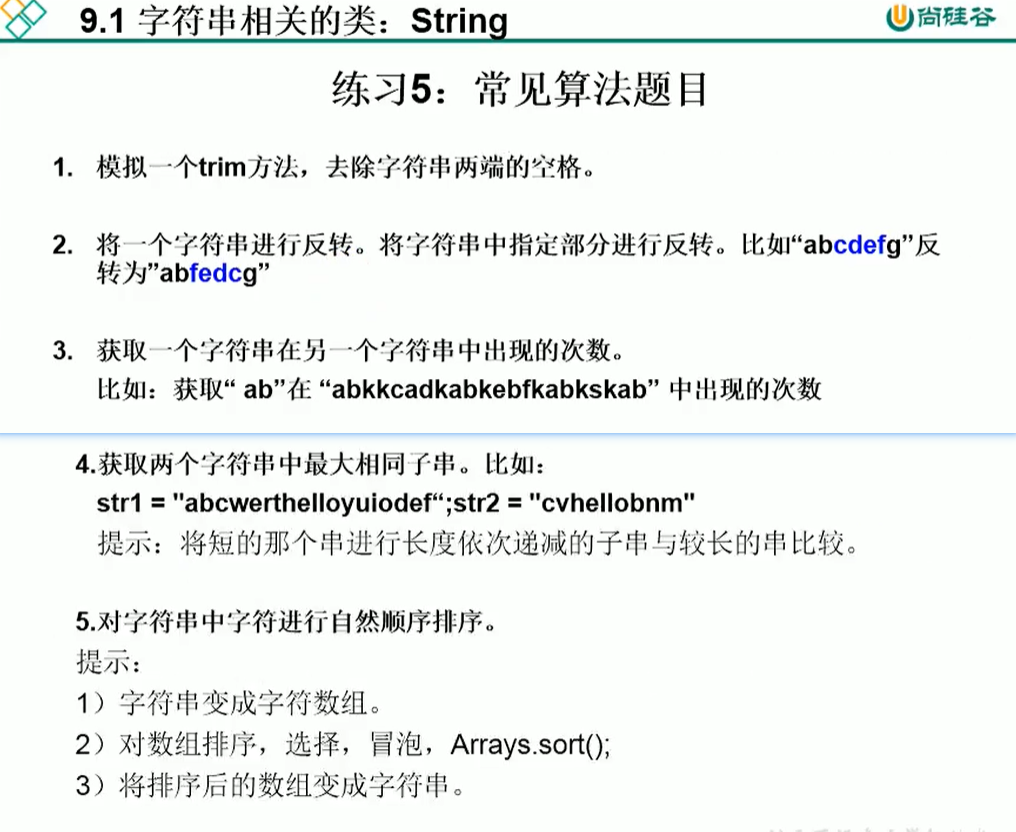 9.1 字符串相关的类：String
尚硅谷
练习5：常见算法题目
1. 模拟一个trim方法，去除字符串两端的空格。
2. 将一个字符串进行反转。将字符串中指定部分进行反转。比如“abcdefg”反
转为”abfedcg”
3. 获取一个字符串在另一个字符串中出现的次数。
比如：获取“ ab”在 “abkkcadkabkebfkabkskab” 中出现的次数
4.获取两个字符串中最大相同子串。比如：
str1 = "abcwerthelloyuiodef“;str2 = "cvhellobnm"
提示：将短的那个串进行长度依次递减的子串与较长的串比较。
5.对字符串中字符进行自然顺序排序。
提示：
1）字符串变成字符数组。
2）对数组排序，选择，冒泡，Arrays.sort();
3）将排序后的数组变成字符串。